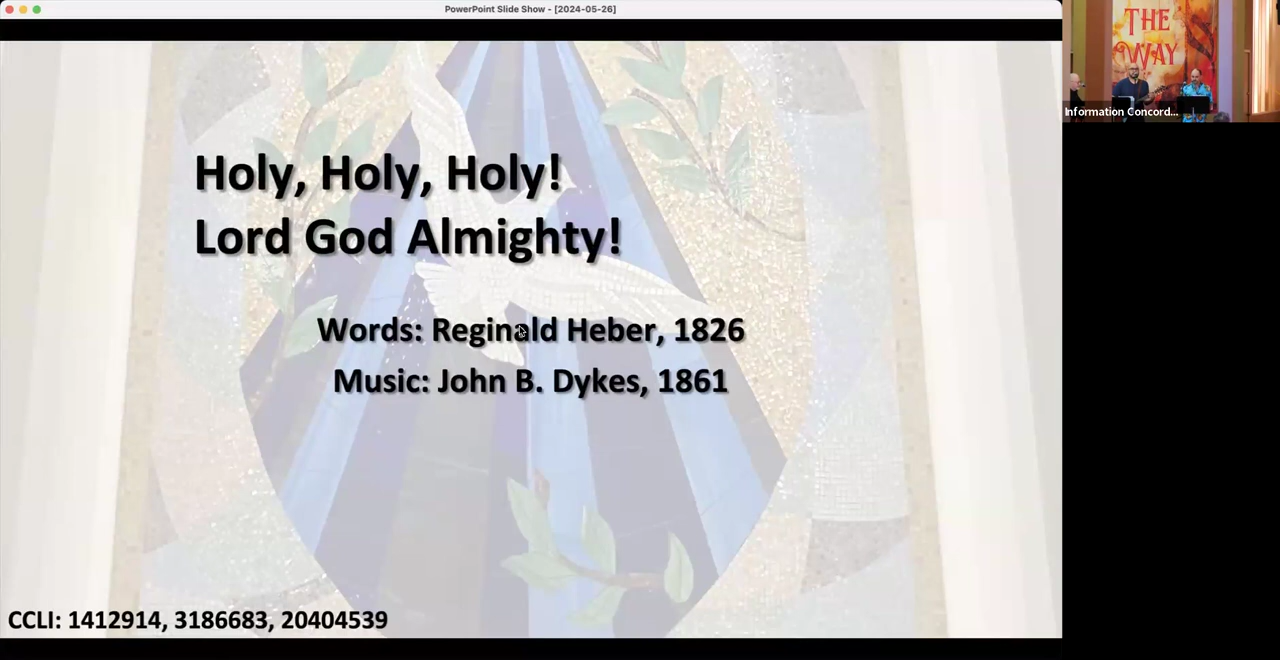 PowerPoint Slide Show - [2024-05-26]
THE
WAY
Information Concord...
Holy, Holy, Holy!
Lord God Almighty!
Words: Reginald Heber, 1826
Music: John B. Dykes, 1861
CCLI: 1412914, 3186683, 20404539